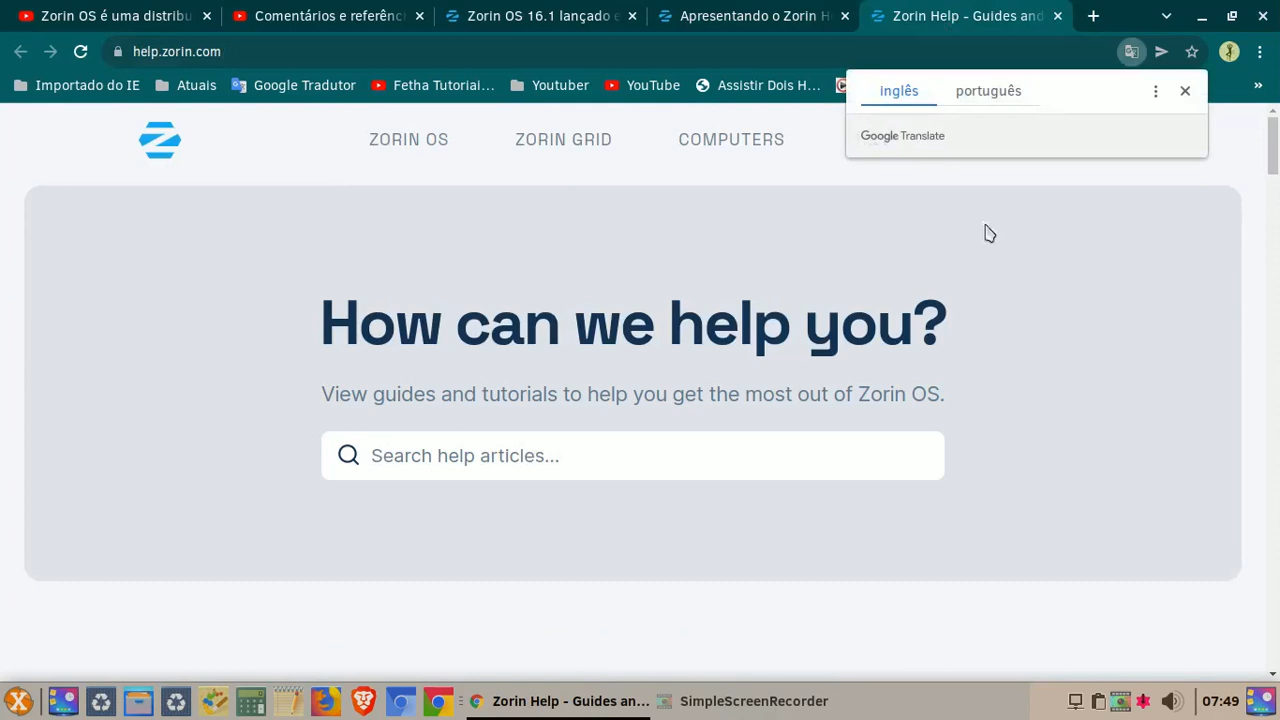 Zorin OS é uma distribu
Comentários e referênc
Zorin OS 16.1 lançado e
Apresentando o Zorin H
Zorin Help - Guides and
help.zorin.com
Importado do IE
Atuais
Google Tradutor
Fetha Tutoriai...
Youtuber
YouTube
Assistir Dois H...
»
inglês
português
Google Translate
ZORIN OS
ZORIN GRID
COMPUTERS
How can we help you?
View guides and tutorials to help you get the most out of Zorin OS.
Search help articles...
Zorin Help - Guides an...
SimpleScreenRecorder
07:49